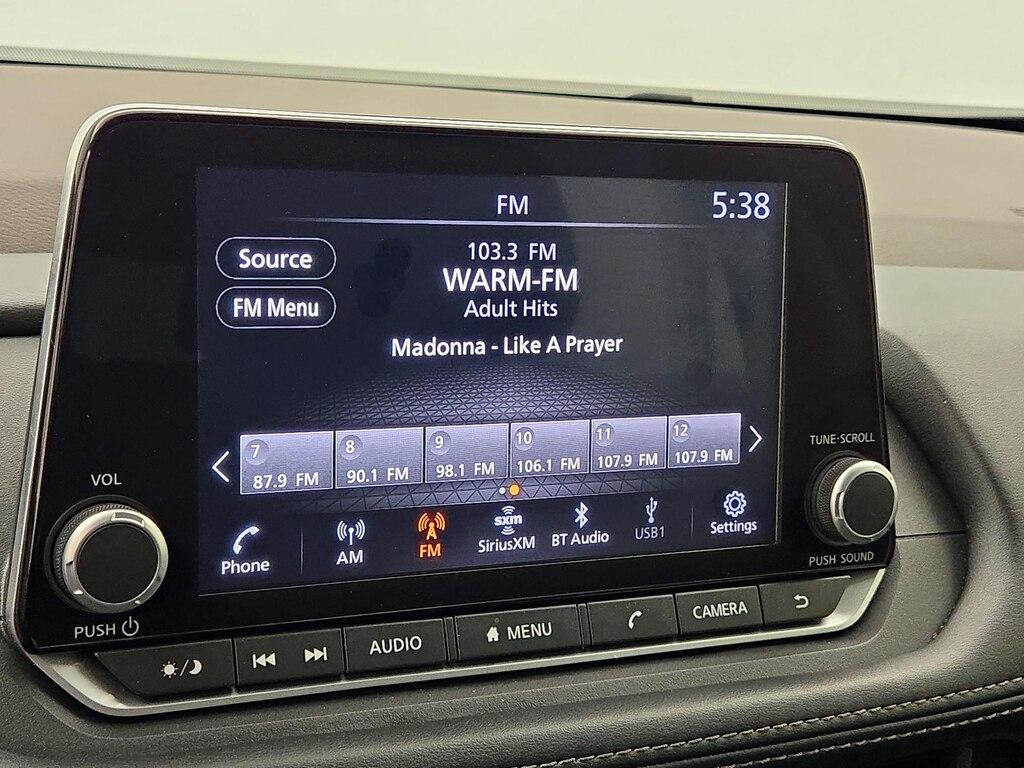 FM
5:38
Source
103.3 FM
WARM-FM
FM Menu
Adult Hits
Madonna - Like A Prayer
7
87.9 FM
8
90.1 FM
9
98.1 FM
10
106.1 FM
11
107.9 FM
12
107.9 FM
Phone
AM
FM
sxm
SiriusXM
BT Audio
USB1
Settings
VOL
PUSH
TUNE·SCROLL
PUSH SOUND
AUDIO
MENU
CAMERA